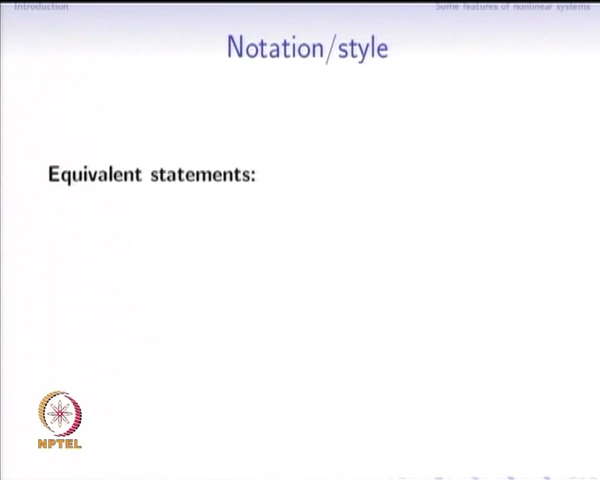 Introduction
Some features of nonlinear systems
Notation/style
Equivalent statements:
NPTEL